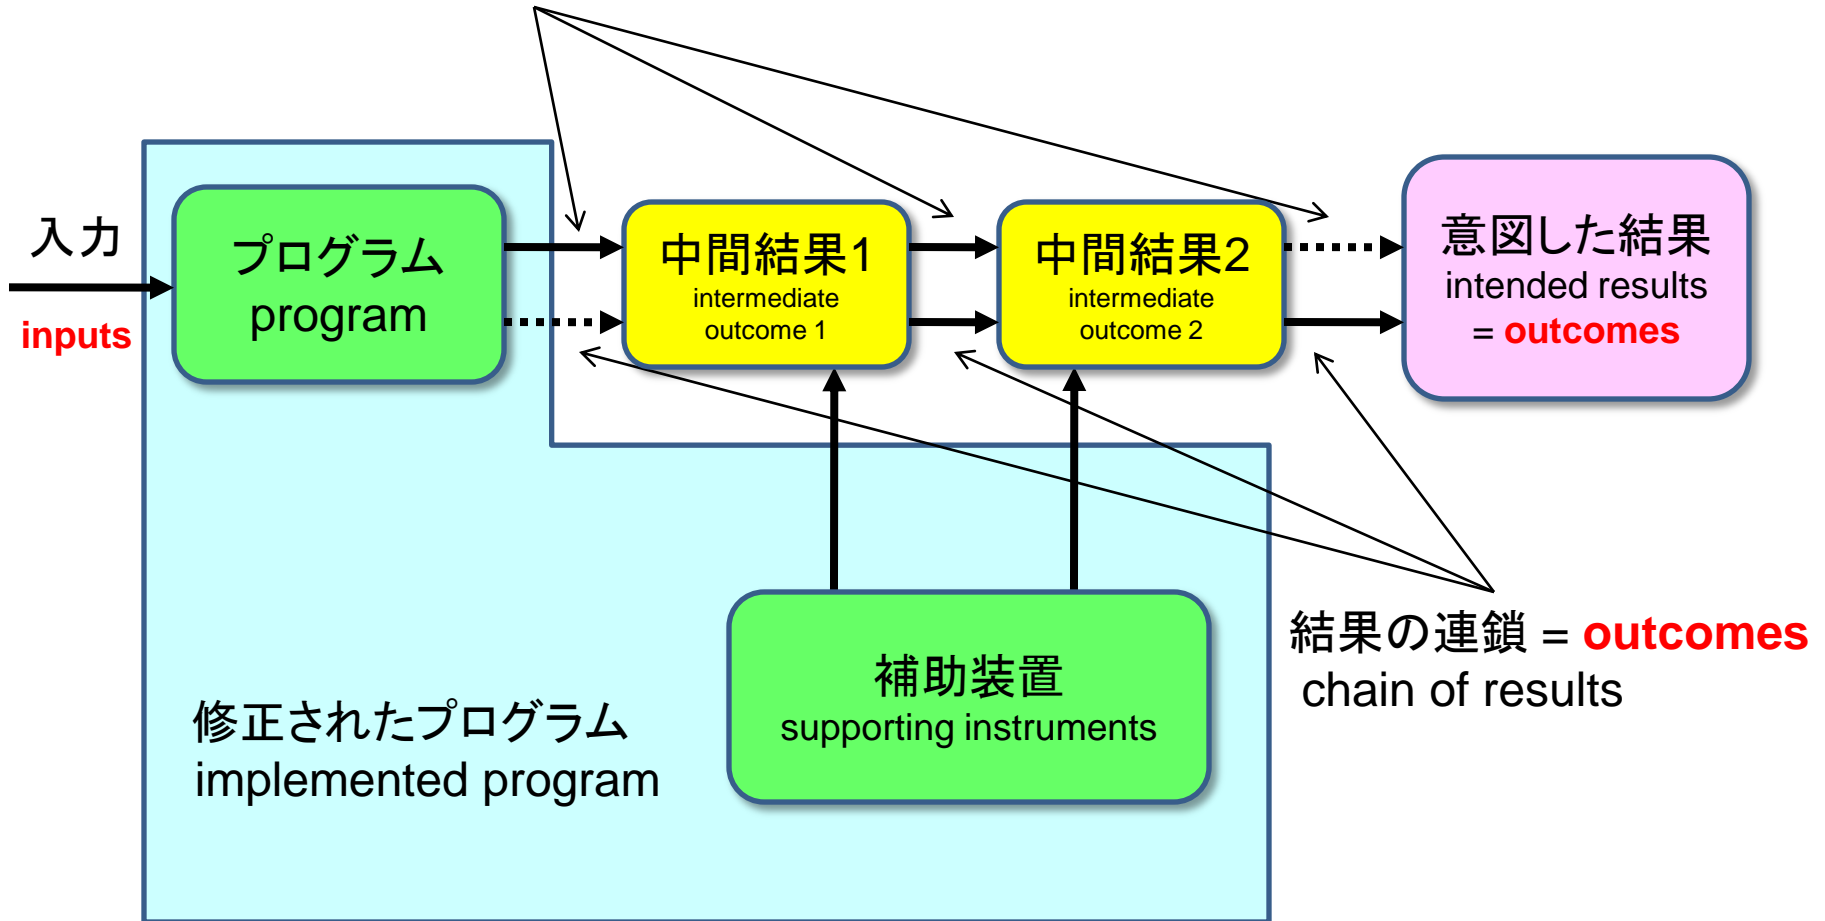 入力
inputs
プログラム
program
中間結果1
intermediate
outcome 1
中間結果2
intermediate
outcome 2
意図した結果
intended results
= outcomes
補助装置
supporting instruments
結果の連鎖 = outcomes
chain of results
修正されたプログラム
implemented program